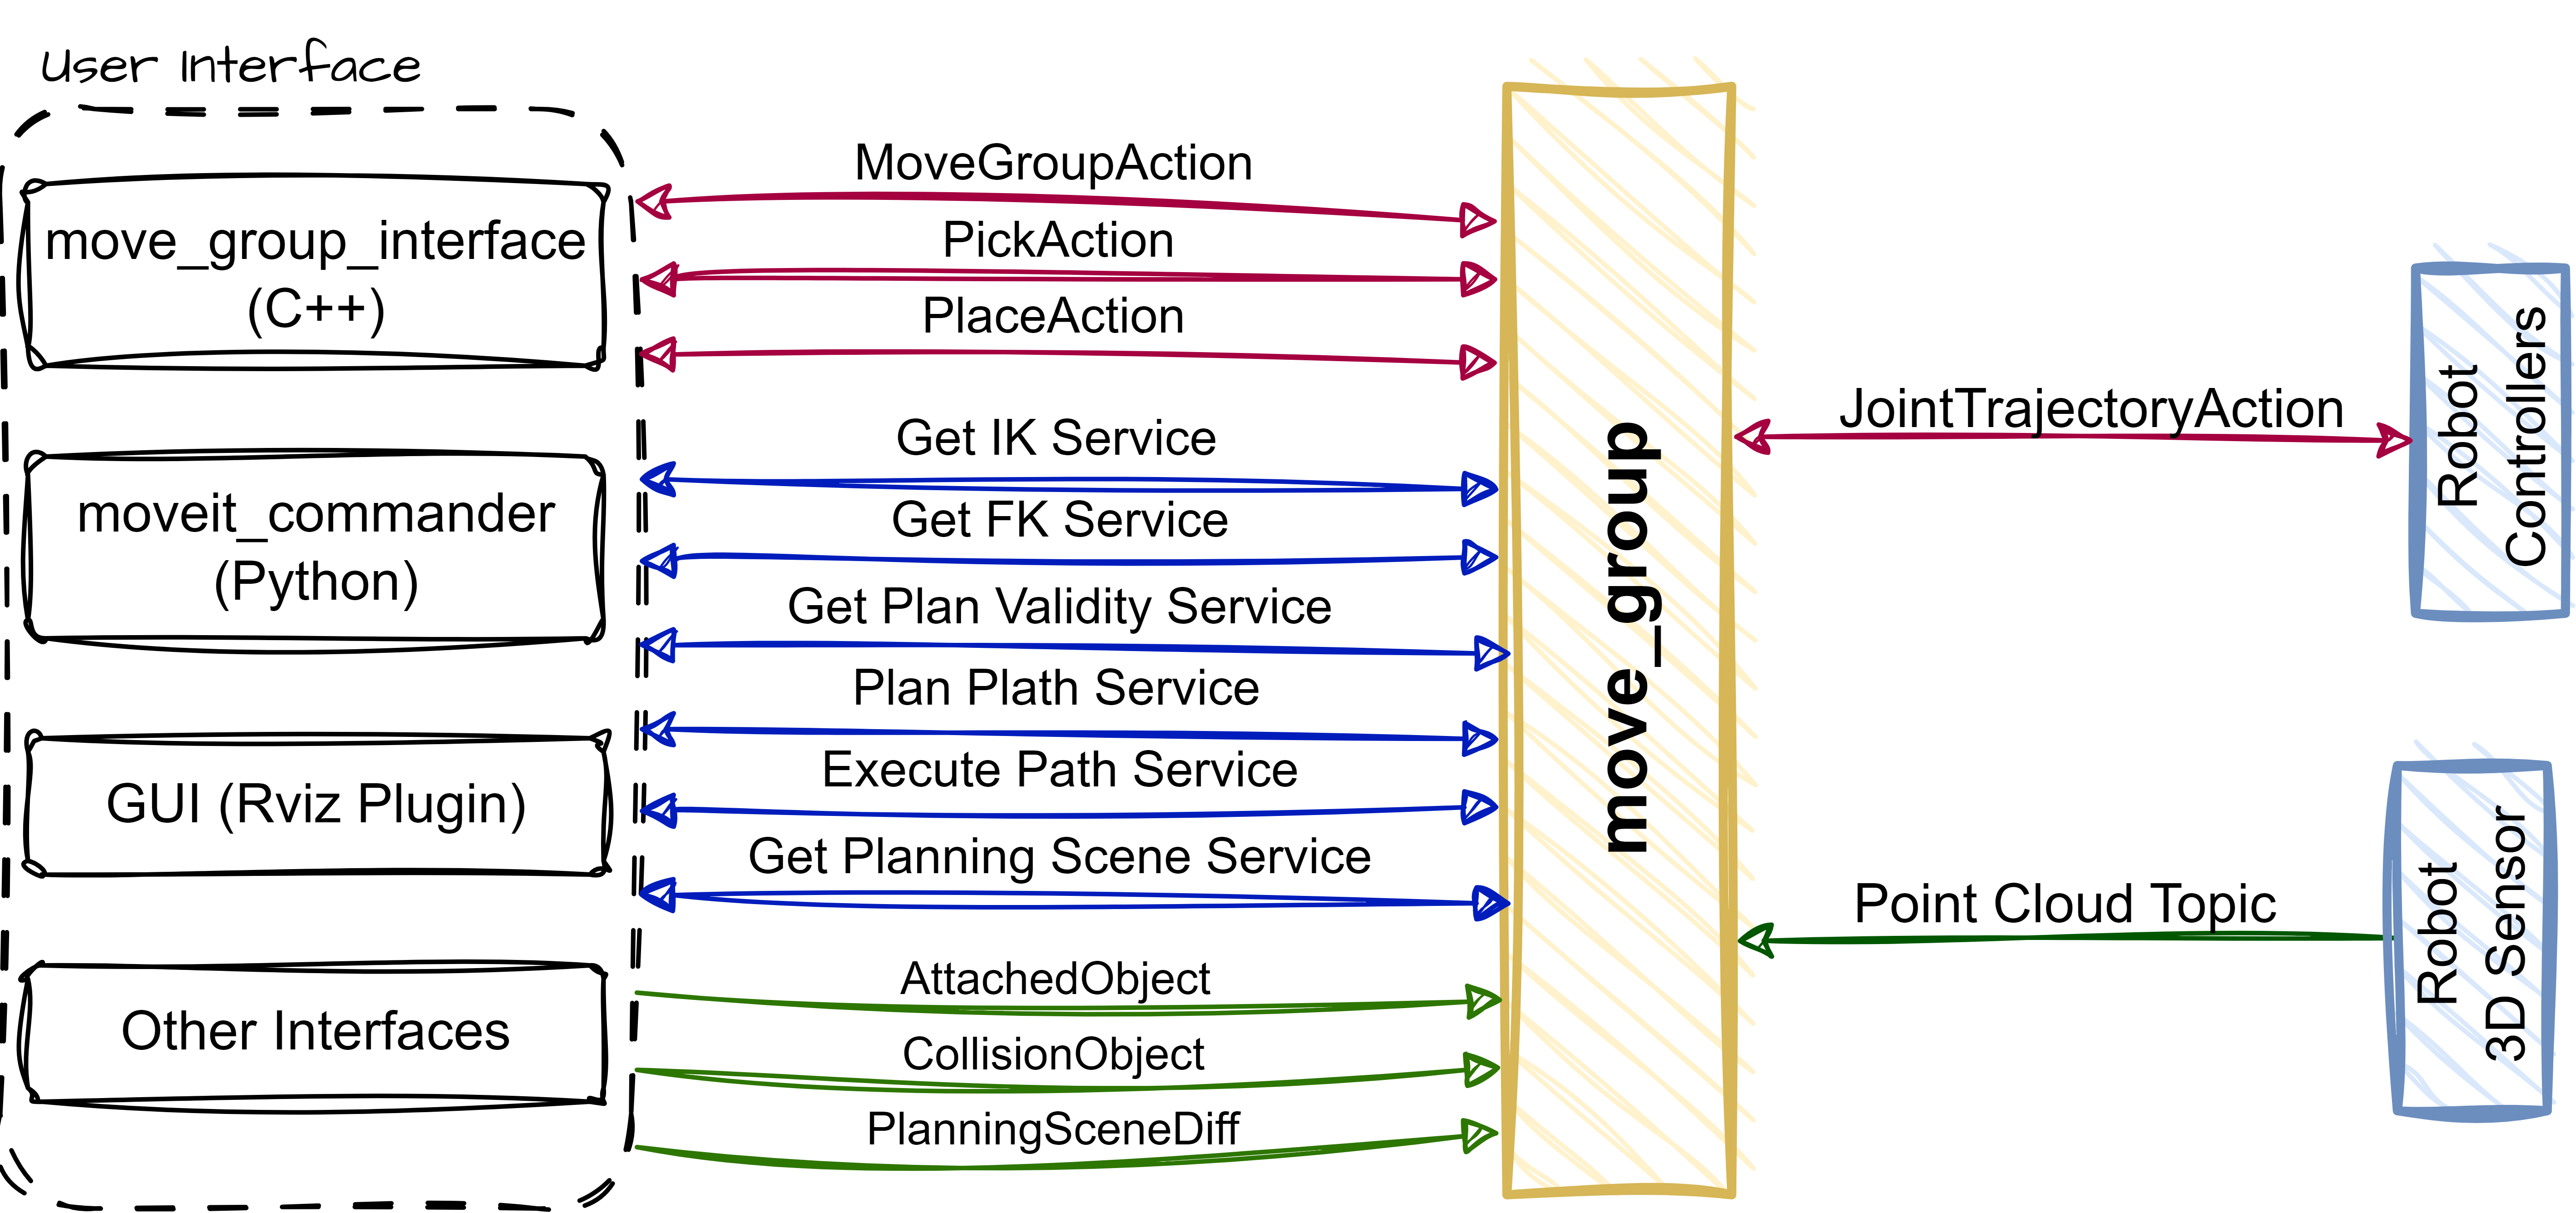 User Interface
move_group_interface
(C++)
moveit_commander
(Python)
GUI (Rviz Plugin)
Other Interfaces
MoveGroupAction
PickAction
PlaceAction
Get IK Service
Get FK Service
Get Plan Validity Service
Plan Plath Service
Execute Path Service
Get Planning Scene Service
AttachedObject
CollisionObject
PlanningSceneDiff
move_group
JointTrajectoryAction
Point Cloud Topic
Robot
Controllers
Robot
3D Sensor